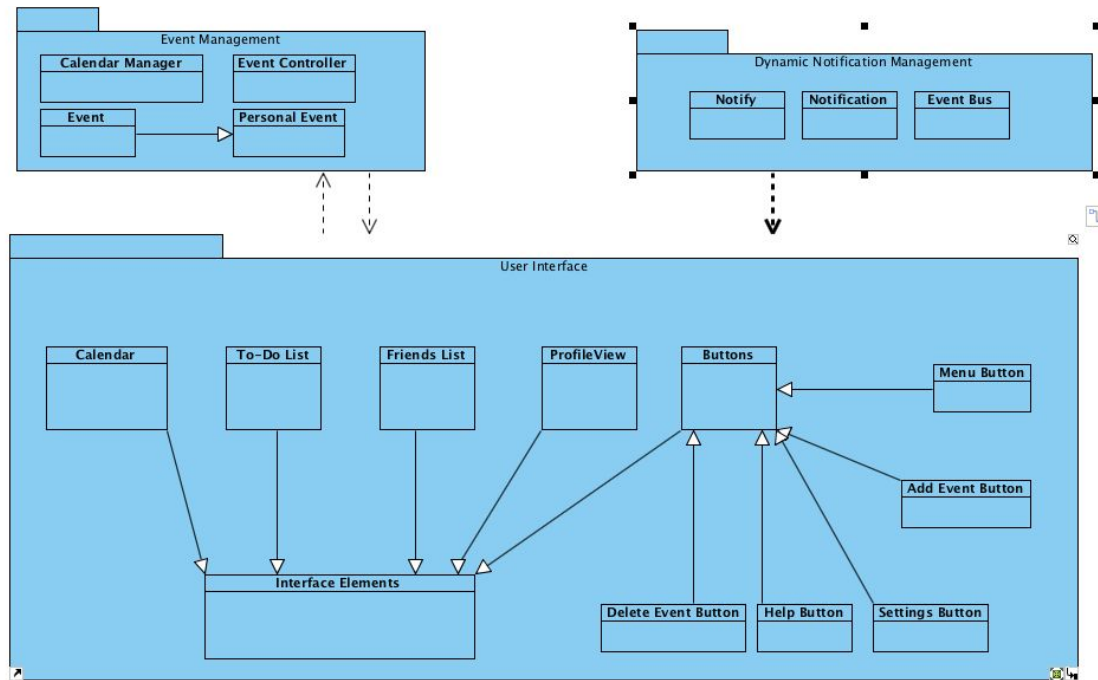 Event Management
Calendar Manager
Event Controller
Event
Personal Event
Dynamic Notification Management
Notify
Notification
Event Bus
User Interface
Calendar
To-Do List
Friends List
ProfileView
Buttons
Menu Button
Add Event Button
Interface Elements
Delete Event Button
Help Button
Settings Button